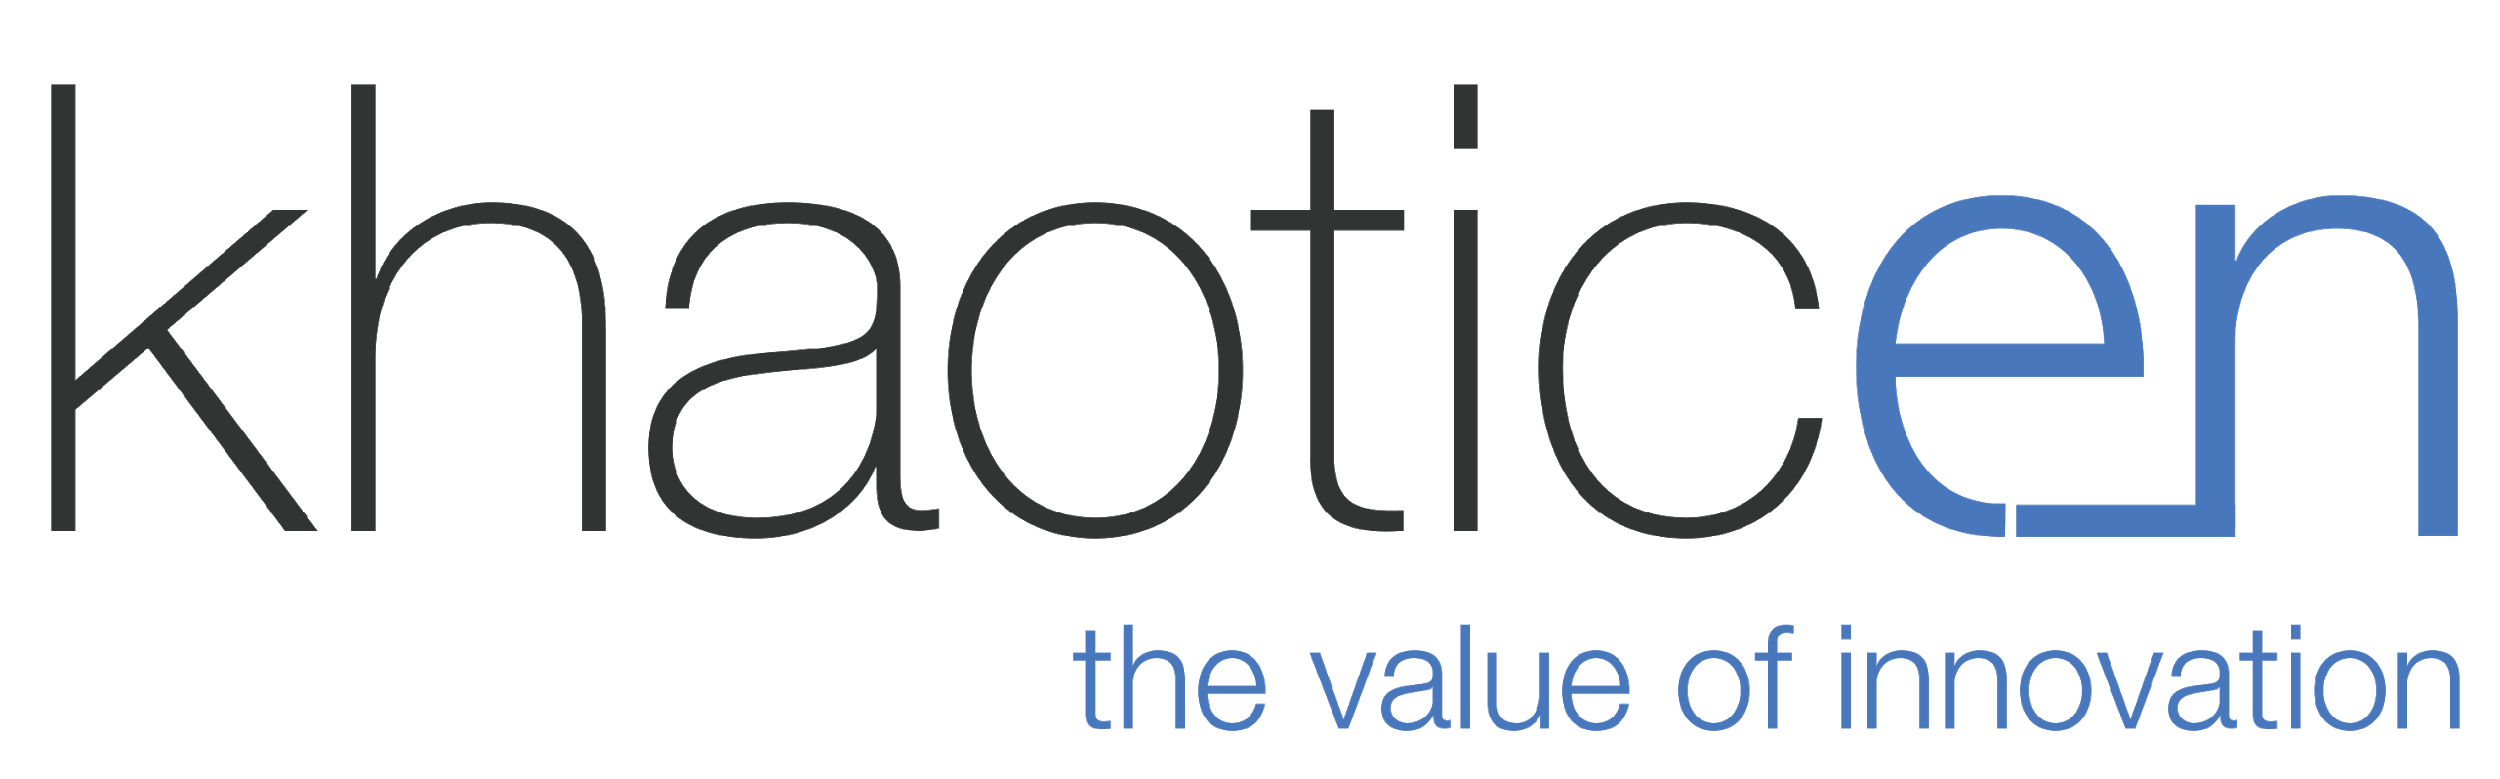 khaoticen
the value of innovation